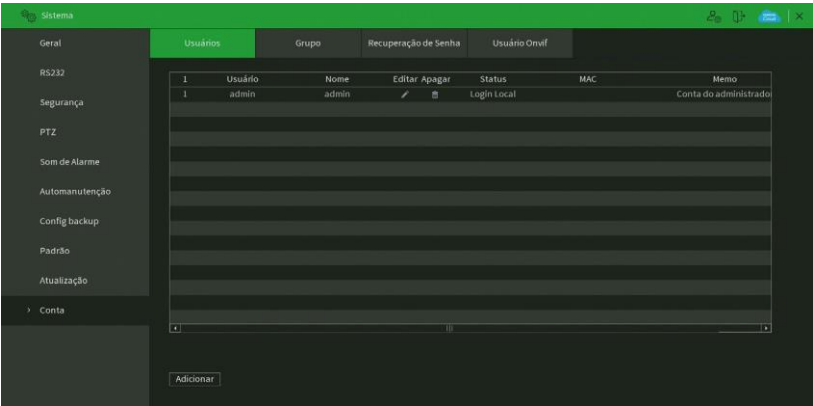 Sistema
Geral
RS232
Segurança
PTZ
Som de Alarme
Automanutenção
Config backup
Padrão
Atualização
Conta
Usuários Grupo Recuperação de Senha Usuário Onvif
1 Usuário Nome Editar Apagar Status MAC Memo
1 admin admin Login Local Conta do administrado
Adicionar